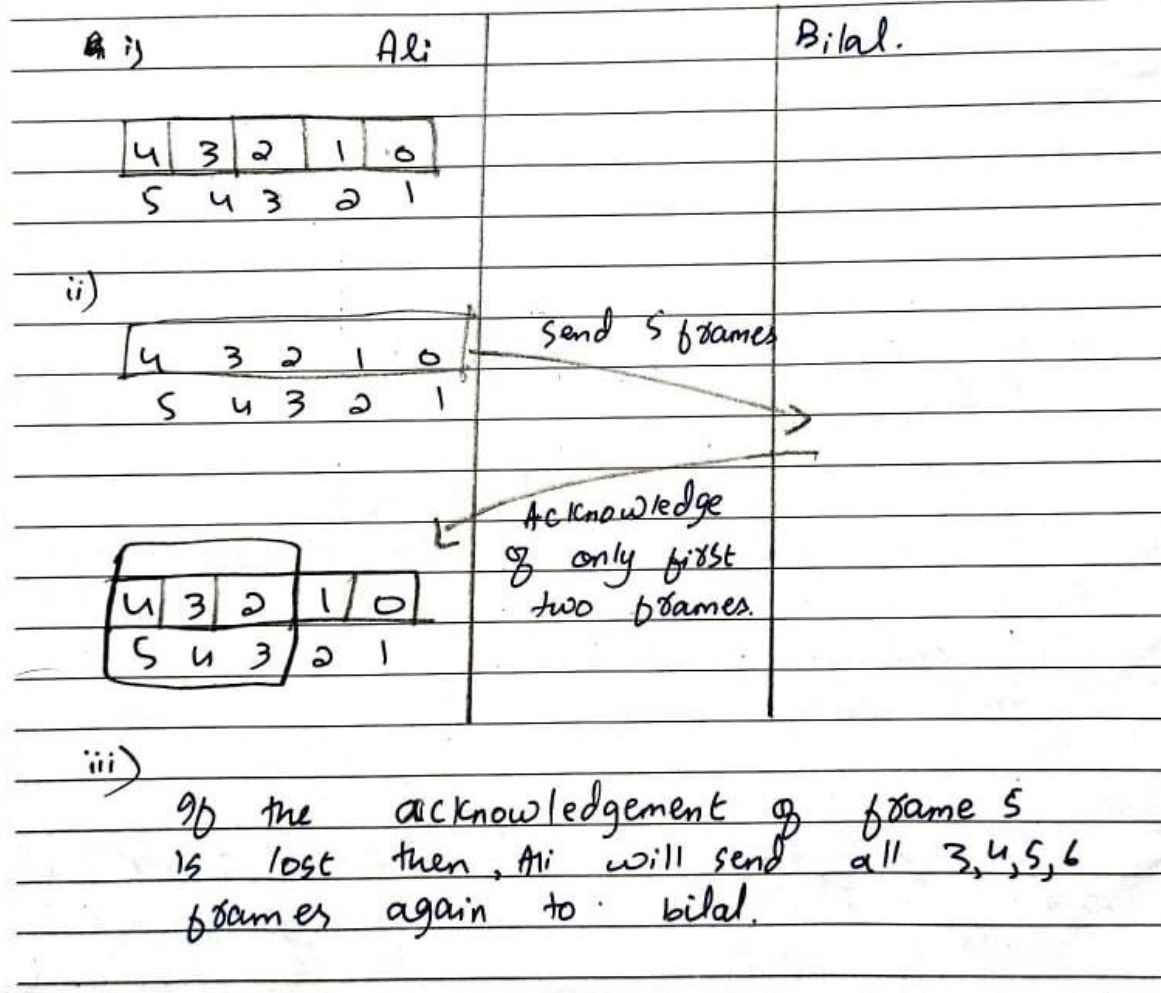 i) Ali Bilal.
4 3 2 1 0
5 4 3 2 1
ii)
4 3 2 1 0
5 4 3 2 1
Send 5 frames
Acknowledge
of only first
two frames.
4 3 2 1 0
5 4 3 2 1
iii)
If the acknowledgement of frame 5
is lost then, Ali will send all 3,4,5,6
frames again to bilal.